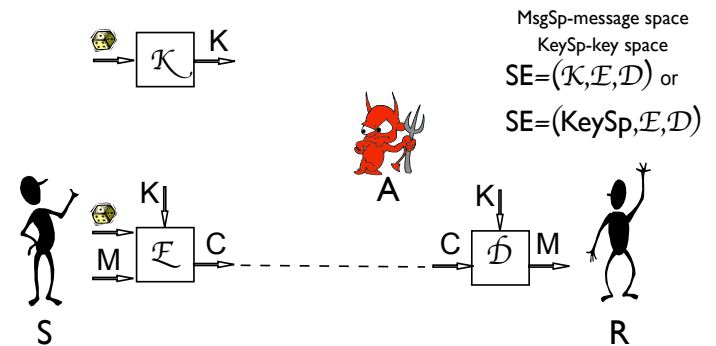 MsgSp-message space
KeySp-key space
SE=(K,E,D) or
SE=(KeySp,E,D)
K
K
A
K
K
M
E
C
C
D
M
S
R